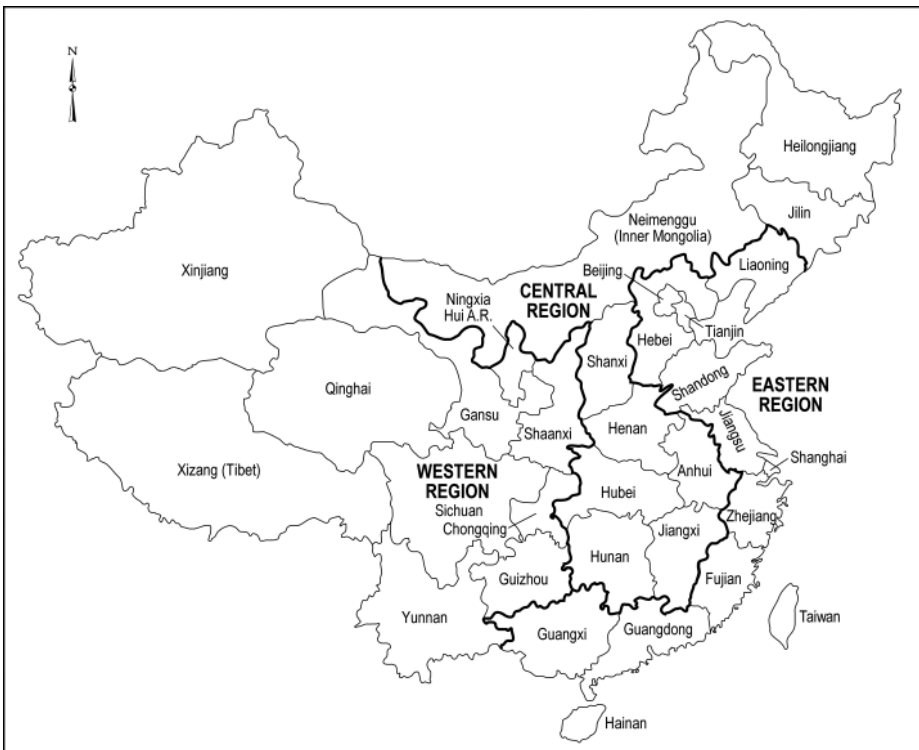 N
Heilongjiang
Jilin
Neimenggu
(Inner Mongolia)
Liaoning
Beijing
Xinjiang
Ningxia
Hui A.R.
CENTRAL
REGION
Tianjin
Hebei
Shanxi
Shandong
EASTERN
REGION
Qinghai
Gansu
Shaanxi
Henan
Jiangsu
Shanghai
Anhui
Xizang (Tibet)
WESTERN
REGION
Sichuan
Chongqing
Hubei
Zhejiang
Jiangxi
Hunan
Guizhou
Fujian
Yunnan
Taiwan
Guangxi
Guangdong
Hainan